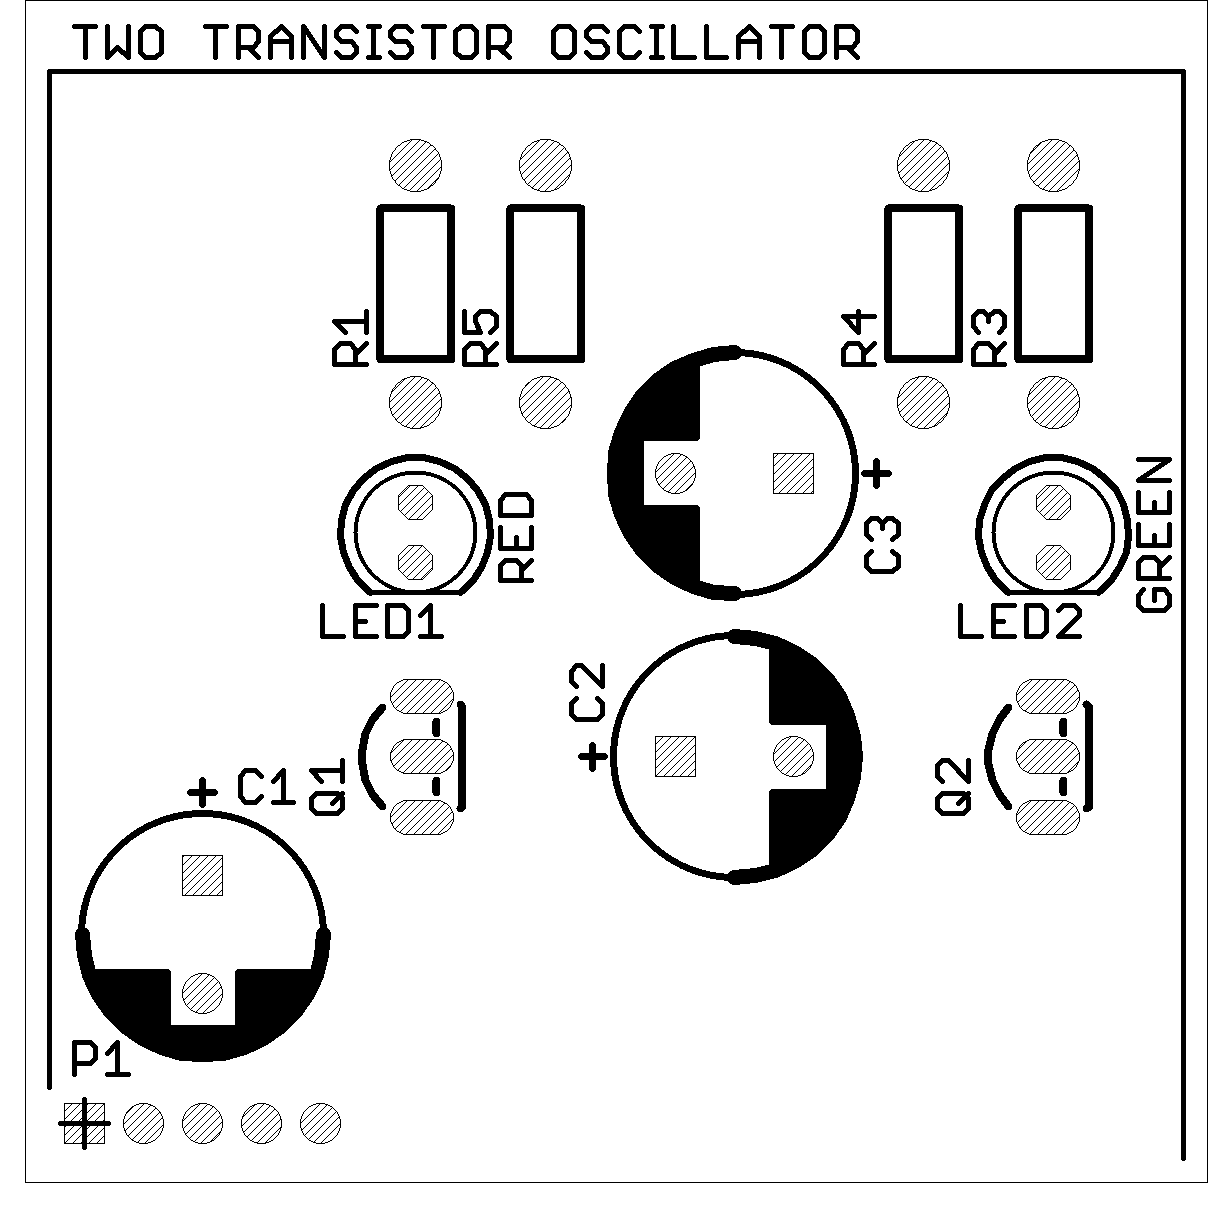 TWO TRANSISTOR OSCILLATOR
R1
R5
R4
R3
+
C3
RED
GREEN
LED1
LED2
C2
+
Q1
Q2
+ C1
P1
+